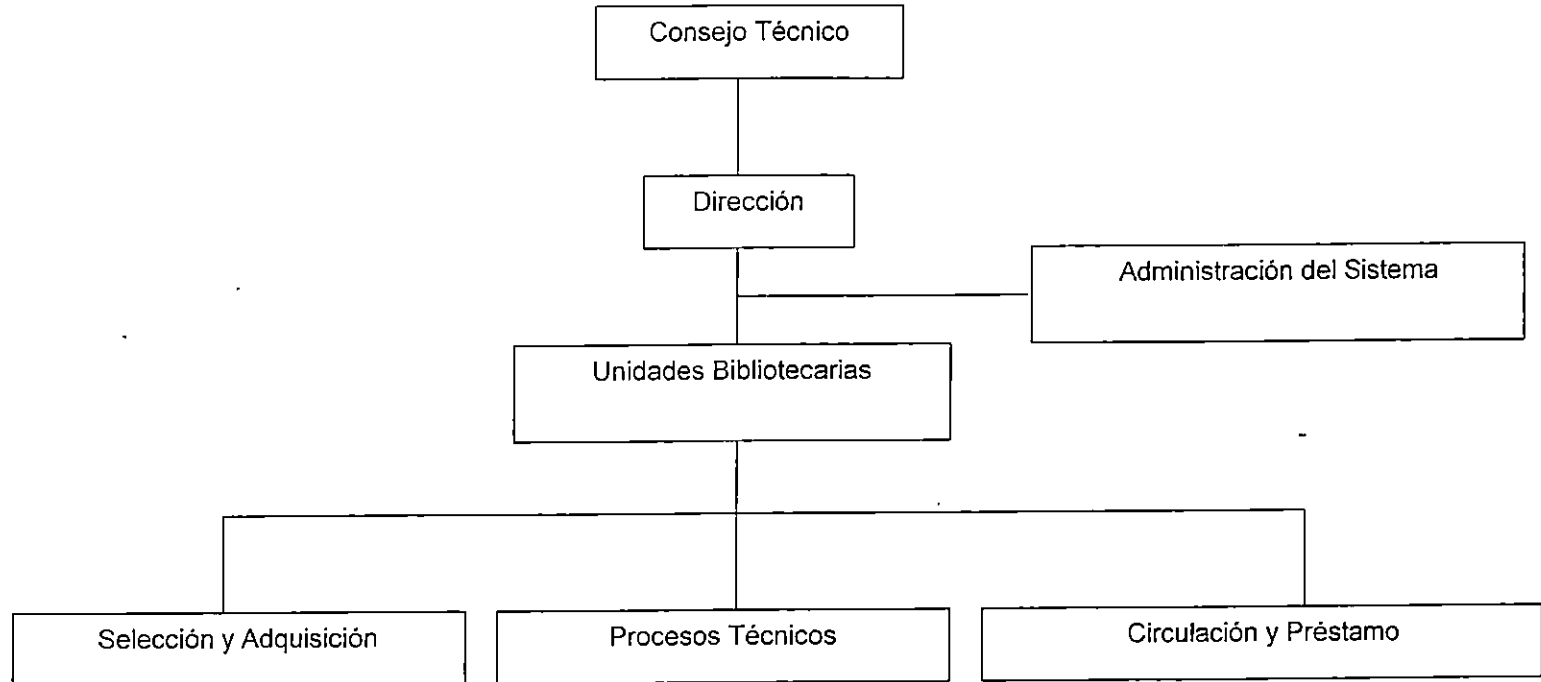 Consejo Técnico
Dirección
Administración del Sistema
Unidades Bibliotecarias
Selección y Adquisición
Procesos Técnicos
Circulación y Préstamo